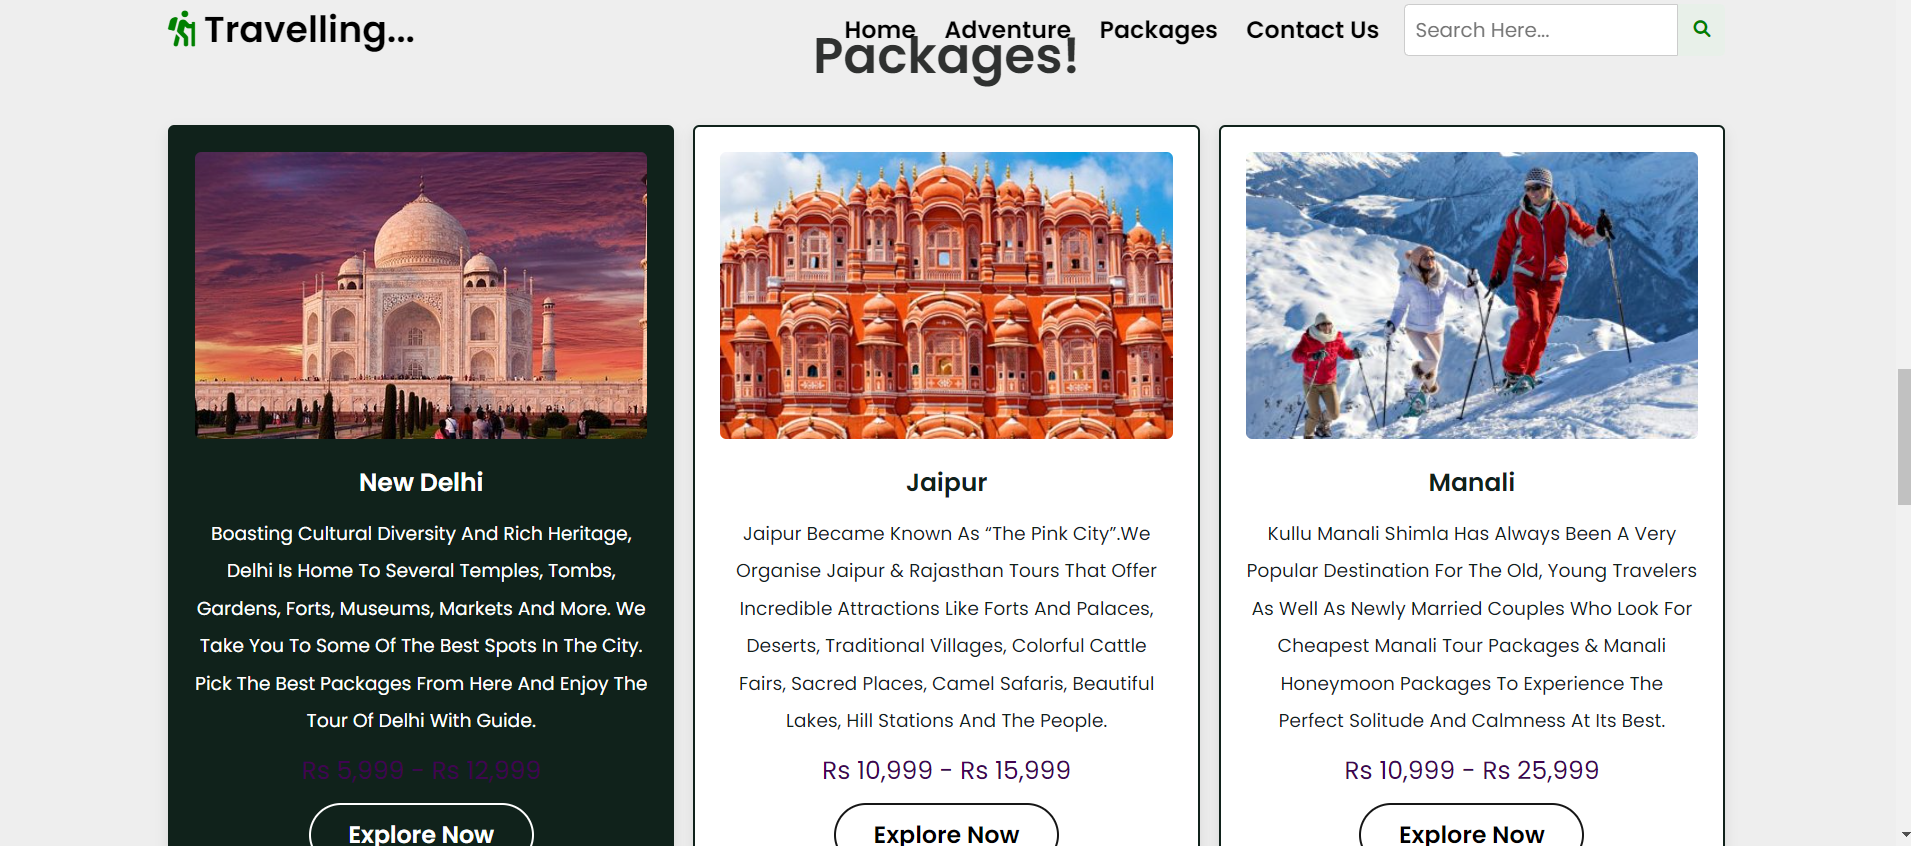 Travelling...
Home Adventure Packages Contact Us Search Here...
Packages!
New Delhi
Boasting Cultural Diversity And Rich Heritage,
Delhi Is Home To Several Temples, Tombs,
Gardens, Forts, Museums, Markets And More. We
Take You To Some Of The Best Spots In The City.
Pick The Best Packages From Here And Enjoy The
Tour Of Delhi With Guide.
Rs 5,999 - Rs 12,999
Explore Now
Jaipur
Jaipur Became Known As “The Pink City”.We
Organise Jaipur & Rajasthan Tours That Offer
Incredible Attractions Like Forts And Palaces,
Deserts, Traditional Villages, Colorful Cattle
Fairs, Sacred Places, Camel Safaris, Beautiful
Lakes, Hill Stations And The People.
Rs 10,999 - Rs 15,999
Explore Now
Manali
Kullu Manali Shimla Has Always Been A Very
Popular Destination For The Old, Young Travelers
As Well As Newly Married Couples Who Look For
Cheapest Manali Tour Packages & Manali
Honeymoon Packages To Experience The
Perfect Solitude And Calmness At Its Best.
Rs 10,999 - Rs 25,999
Explore Now